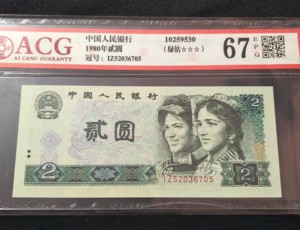 ACG
AI CANG GUARANTY
中国人民银行
1980年贰圆
冠号：IZ52036705
10259530
（绿钻☆☆☆）
67
EPG
中国人民银行
贰圆
2
2
IZ52036705